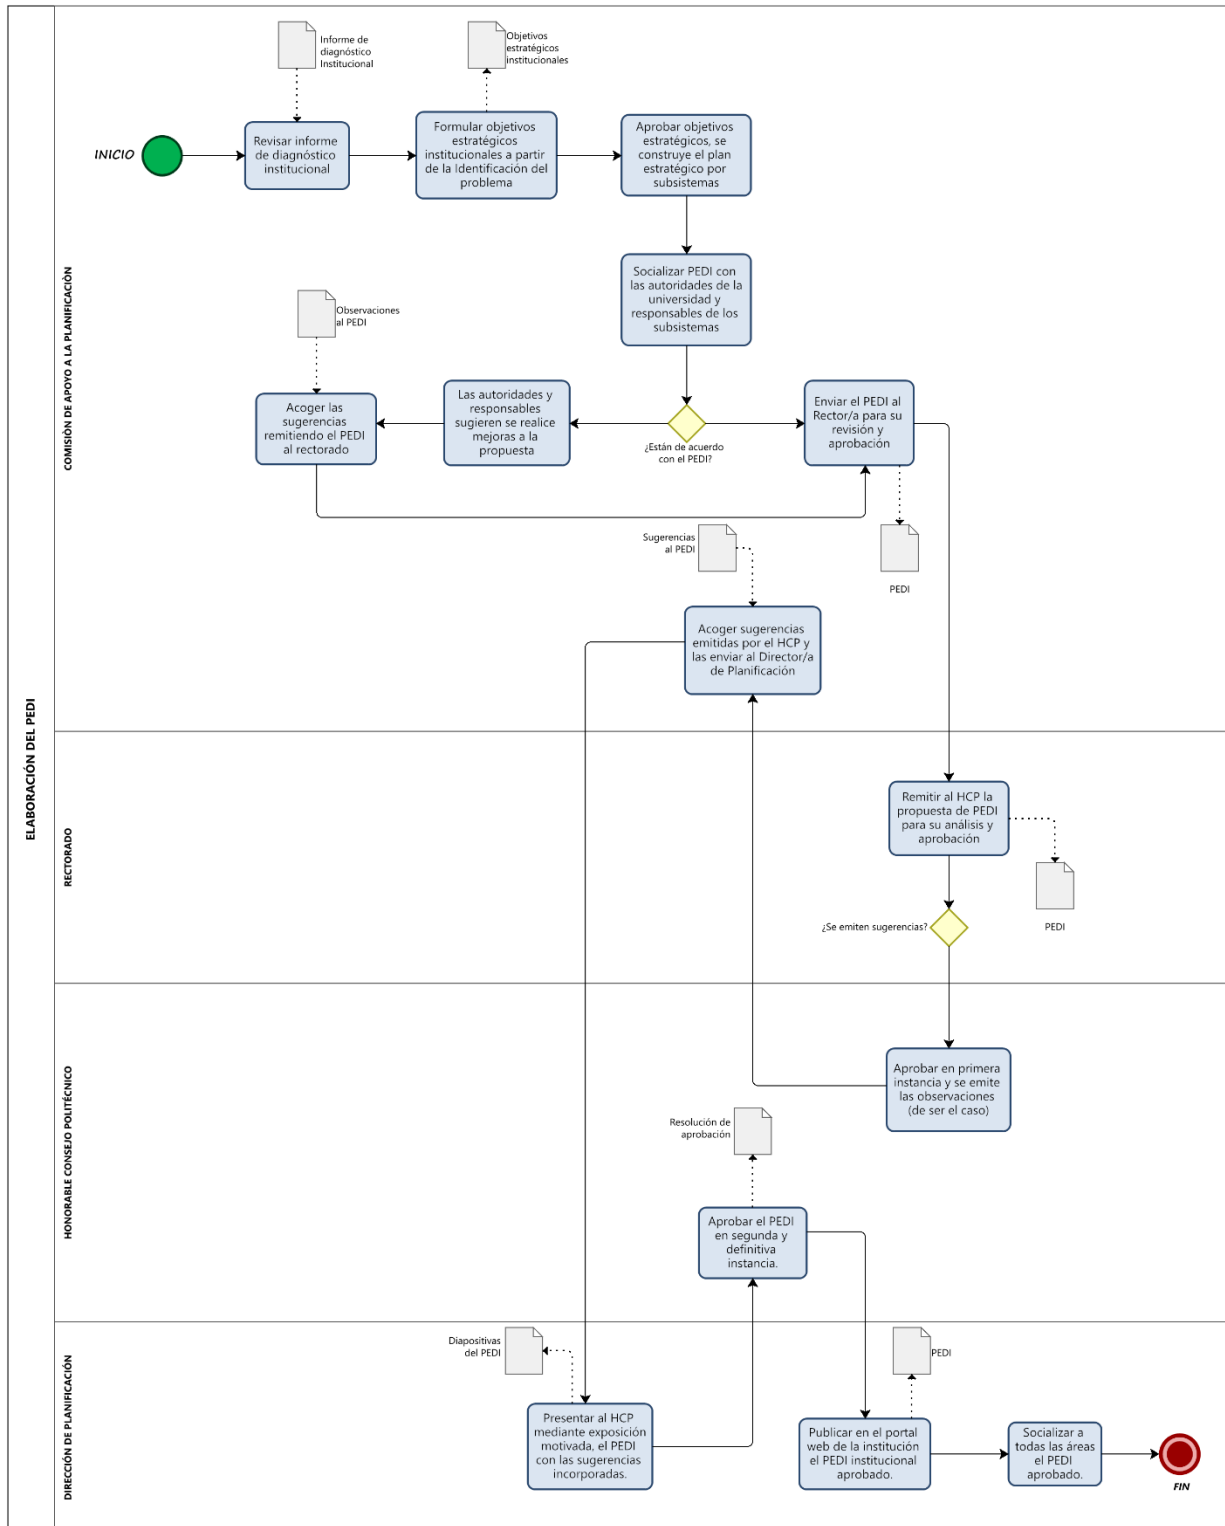 ELABORACIÓN DEL PEDI
COMISIÓN DE APOYO A LA PLANIFICACIÓN
Informe de
diagnóstico
Institucional
Objetivos
estratégicos
institucionales
INICIO
Revisar informe
de diagnóstico
institucional
Formular objetivos
estratégicos
institucionales a partir
de la Identificación del
problema
Aprobar objetivos
estratégicos, se
construye el plan
estratégico por
subsistemas
Socializar PEDI con
las autoridades de la
universidad y
responsables de los
subsistemas
Observaciones
al PEDI
Acoger las
sugerencias
remitiendo el PEDI
al rectorado
Las autoridades y
responsables
sugieren se realice
mejoras a la
propuesta
¿Están de acuerdo
con el PEDI?
Enviar el PEDI al
Rector/a para su
revisión y
aprobación
Sugerencias
al PEDI
PEDI
Acoger sugerencias
emitidas por el HCP y
las enviar al Director/a
de Planificación
RECTORADO
Remitir al HCP la
propuesta de PEDI
para su análisis y
aprobación
PEDI
¿Se emiten sugerencias?
HONORABLE CONSEJO POLITÉCNICO
Aprobar en primera
instancia y se emite
las observaciones
(de ser el caso)
Resolución de
aprobación
Aprobar el PEDI
en segunda y
definitiva
instancia.
DIRECCIÓN DE PLANIFICACIÓN
Diapositivas
del PEDI
PEDI
Presentar al HCP
mediante exposición
motivada, el PEDI
con las sugerencias
incorporadas.
Publicar en el portal
web de la institución
el PEDI institucional
aprobado.
Socializar a
todas las áreas
el PEDI
aprobado.
FIN